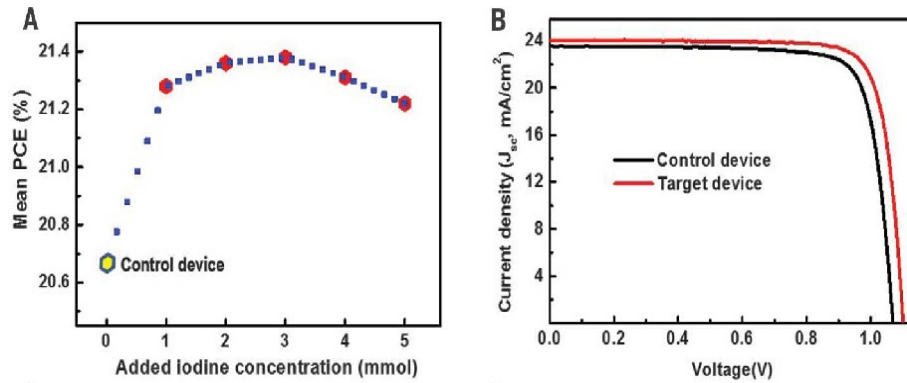 A
Mean PCE (%)
21.4
21.2
21.0
20.8
20.6
Control device
0 1 2 3 4 5
Added Iodine concentration (mmol)
B
Current density (J_sc, mA/cm²)
24
20
16
12
8
4
Control device
Target device
0.0 0.2 0.4 0.6 0.8 1.0
Voltage(V)